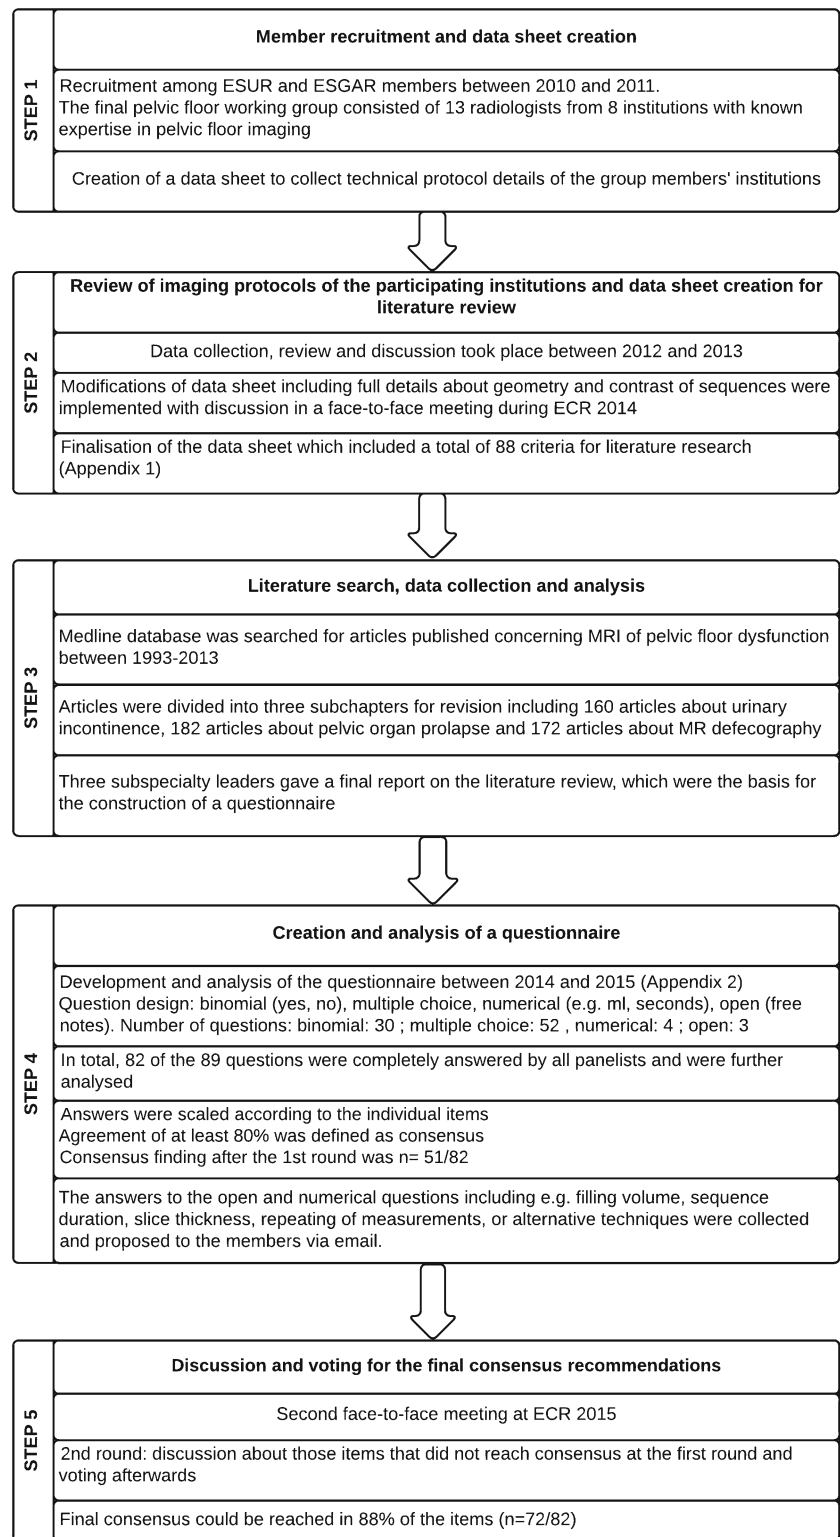 STEP 1
Member recruitment and data sheet creation
Recruitment among ESUR and ESGAR members between 2010 and 2011.
The final pelvic floor working group consisted of 13 radiologists from 8 institutions with known
expertise in pelvic floor imaging
Creation of a data sheet to collect technical protocol details of the group members' institutions
STEP 2
Review of imaging protocols of the participating institutions and data sheet creation for
literature review
Data collection, review and discussion took place between 2012 and 2013
Modifications of data sheet including full details about geometry and contrast of sequences were
implemented with discussion in a face-to-face meeting during ECR 2014
Finalisation of the data sheet which included a total of 88 criteria for literature research
(Appendix 1)
STEP 3
Literature search, data collection and analysis
Medline database was searched for articles published concerning MRI of pelvic floor dysfunction
between 1993-2013
Articles were divided into three subchapters for revision including 160 articles about urinary
incontinence, 182 articles about pelvic organ prolapse and 172 articles about MR defecography
Three subspecialty leaders gave a final report on the literature review, which were the basis for
the construction of a questionnaire
STEP 4
Creation and analysis of a questionnaire
Development and analysis of the questionnaire between 2014 and 2015 (Appendix 2)
Question design: binomial (yes, no), multiple choice, numerical (e.g. ml, seconds), open (free
notes). Number of questions: binomial: 30 ; multiple choice: 52 , numerical: 4 ; open: 3
In total, 82 of the 89 questions were completely answered by all panelists and were further
analysed
Answers were scaled according to the individual items
Agreement of at least 80% was defined as consensus
Consensus finding after the 1st round was n= 51/82
The answers to the open and numerical questions including e.g. filling volume, sequence
duration, slice thickness, repeating of measurements, or alternative techniques were collected
and proposed to the members via email.
STEP 5
Discussion and voting for the final consensus recommendations
Second face-to-face meeting at ECR 2015
2nd round: discussion about those items that did not reach consensus at the first round and
voting afterwards
Final consensus could be reached in 88% of the items (n=72/82)